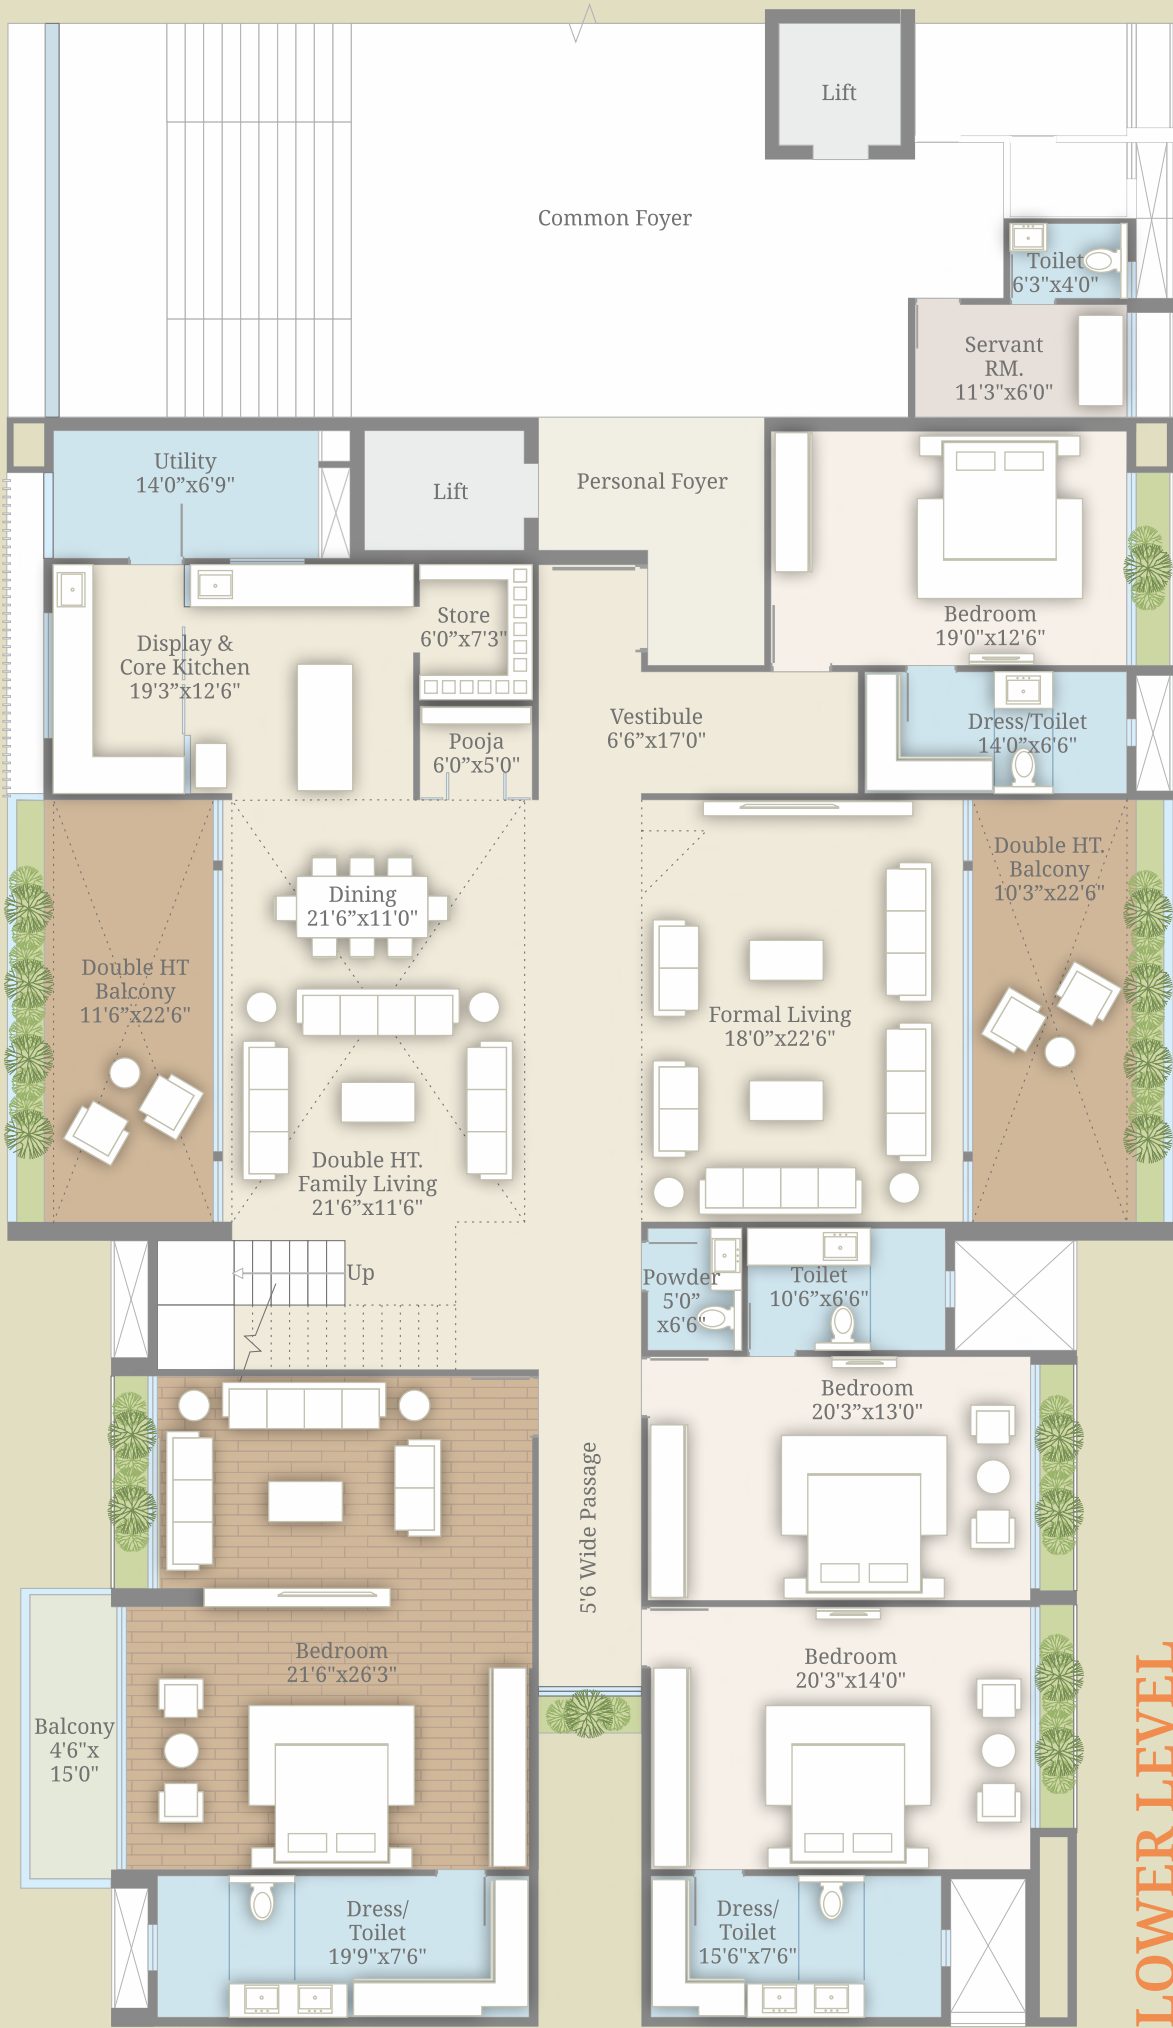 Lift
Common Foyer
Toilet
6'3"x4'0"
Servant
RM.
11'3"x6'0"
Utility
14'0”x6'9"
Lift
Personal Foyer
Bedroom
19'0"x12'6"
Store
6'0”x7'3"
Display &
Core Kitchen
19'3”x12'6"
Pooja
6'0”x5'0"
Vestibule
6'6”x17'0"
Dress/Toilet
14'0”x6'6"
Dining
21'6”x11'0"
Double HT.
Balcony
10'3”x22'6"
Double HT
Balcony
11'6”x22'6"
Formal Living
18'0”x22'6"
Double HT.
Family Living
21'6"x11'6"
Up
Powder
5'0”
x6'6"
Toilet
10'6”x6'6"
Bedroom
20'3”x13'0"
5'6 Wide Passage
Bedroom
21'6"x26'3"
Bedroom
20'3"x14'0"
Balcony
4'6"x
15'0"
Dress/
Toilet
19'9"x7'6"
Dress/
Toilet
15'6"x7'6"
LOWER LEVEL